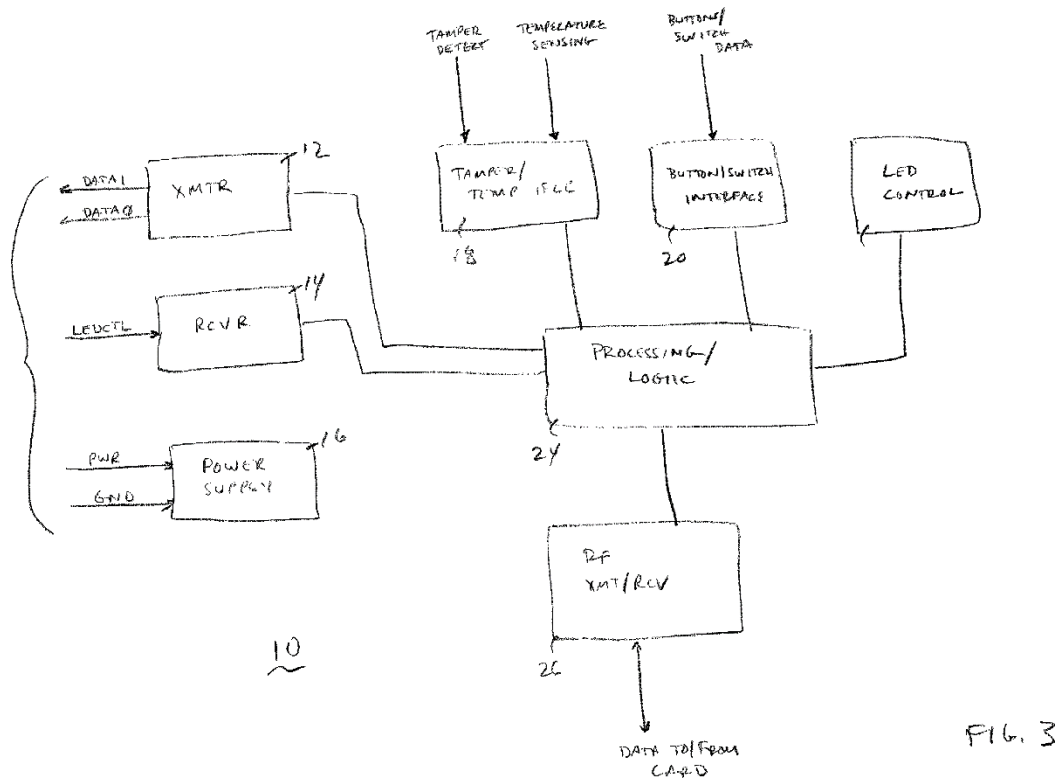 TAMPER
DETECT
TEMPERATURE
SENSING
BUTTONS/
SWITCH
DATA
12
XMTR
DATA1
DATA0
TAMPER/
TEMP
18
BUTTON/SWITCH
INTERFACE
20
LED
CONTROL
14
RCVR
LEDCTL
PROCESSING/
LOGIC
24
16
POWER
SUPPLY
PWR
GND
RF
XMT/RCV
26
10
DATA TO/FROM
CARD
FIG. 3